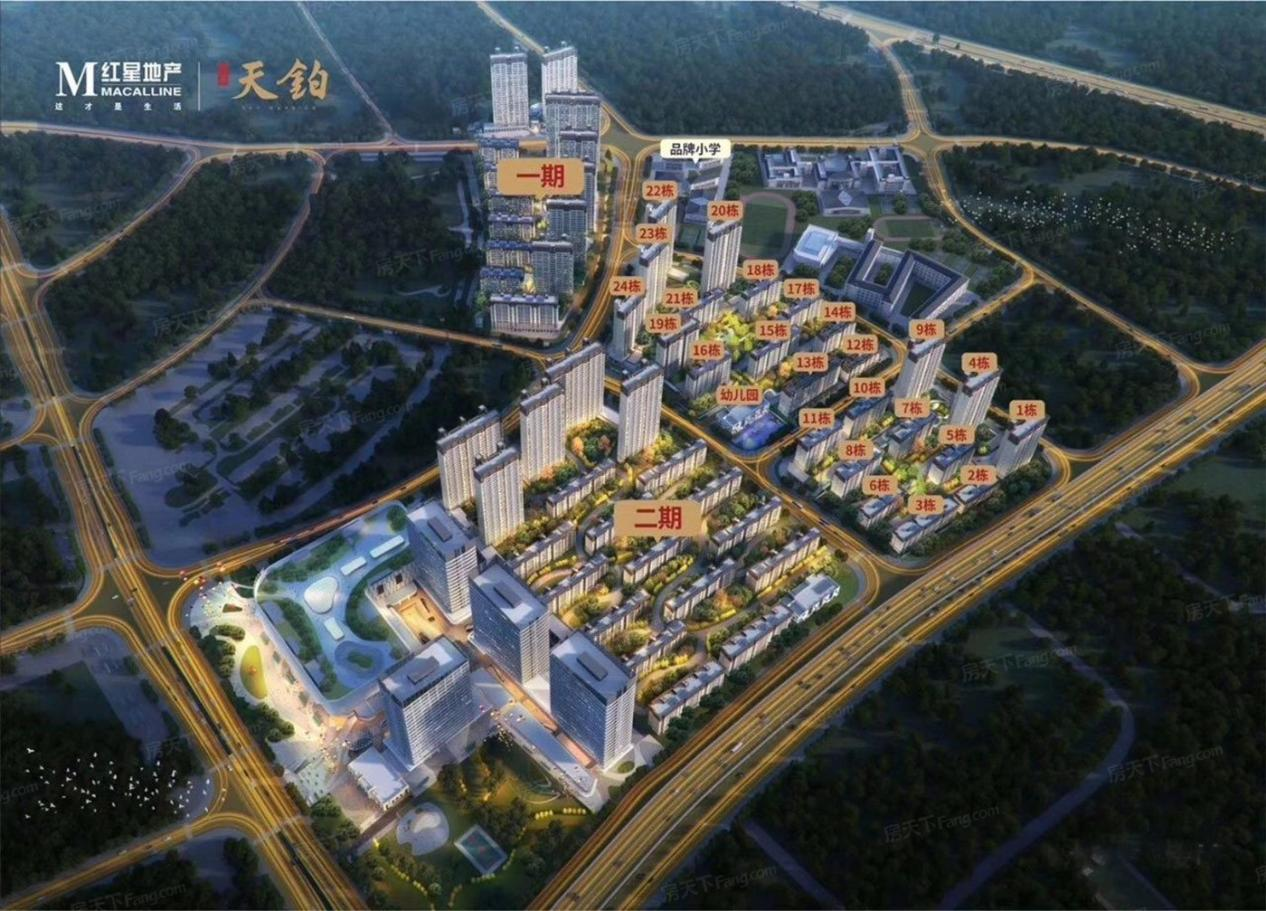 M 红星地产
MACALLINE
这才是生活
天鉑
品牌小学
一期
22栋
20栋
23栋
18栋
24栋
21栋
17栋
14栋
19栋
15栋
9栋
12栋
16栋
13栋
4栋
10栋
幼儿园
7栋
1栋
11栋
5栋
8栋
2栋
6栋
3栋
二期
房天下Fang.com